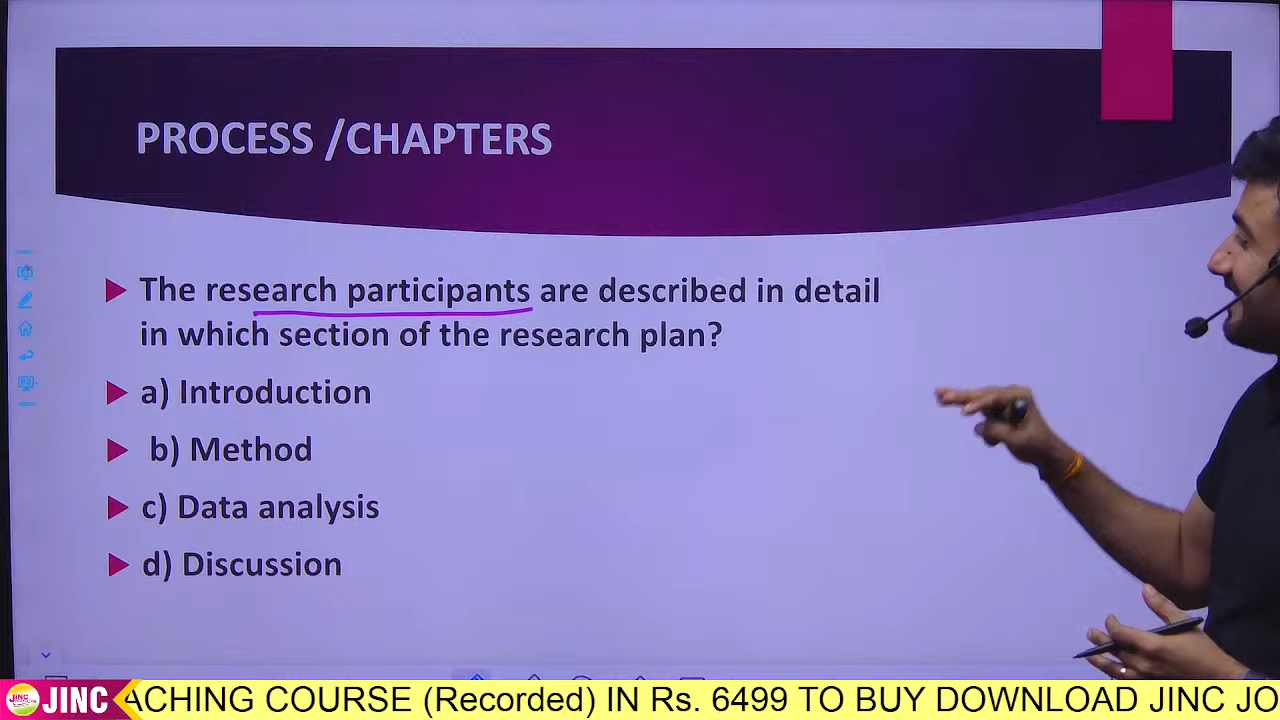 PROCESS /CHAPTERS
The research participants are described in detail
in which section of the research plan?
a) Introduction
b) Method
c) Data analysis
d) Discussion
JINC
ACHING COURSE (Recorded) IN Rs. 6499 TO BUY DOWNLOAD JINC JO